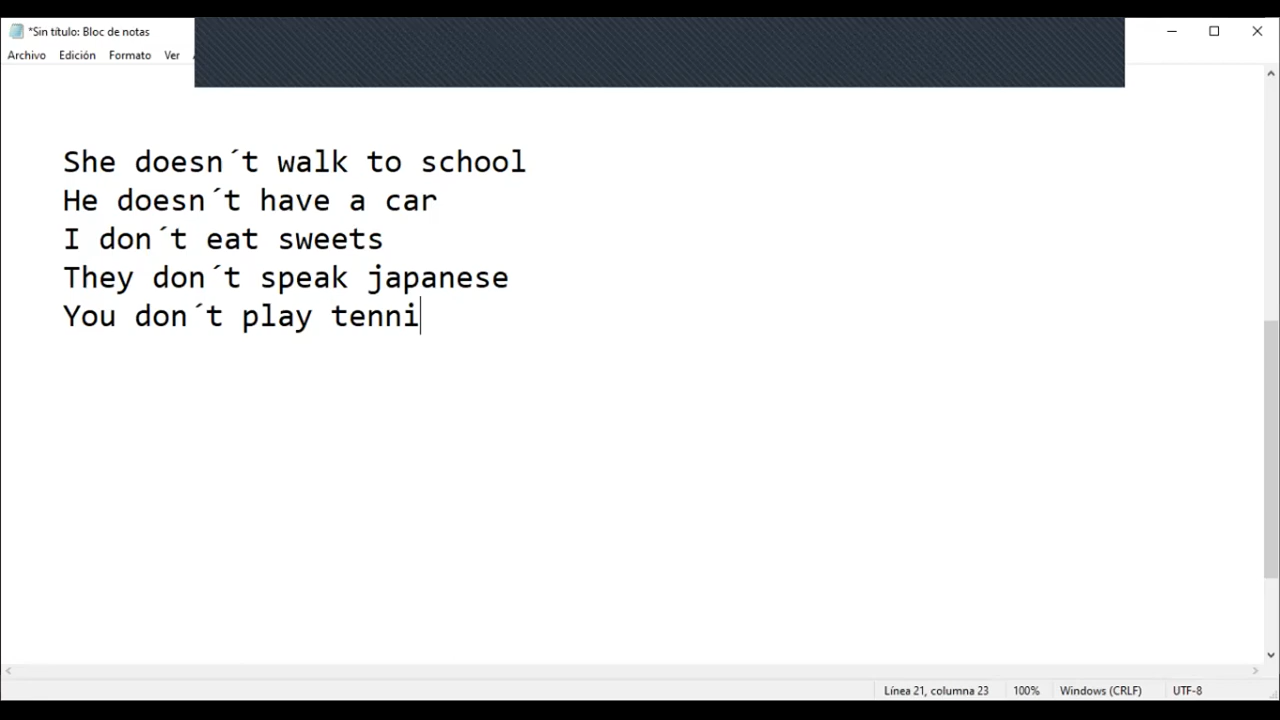 *Sin título: Bloc de notas
Archivo Edición Formato Ver
She doesn´t walk to school
He doesn´t have a car
I don´t eat sweets
They don´t speak japanese
You don´t play tenni
Línea 21, columna 23 100% Windows (CRLF) UTF-8